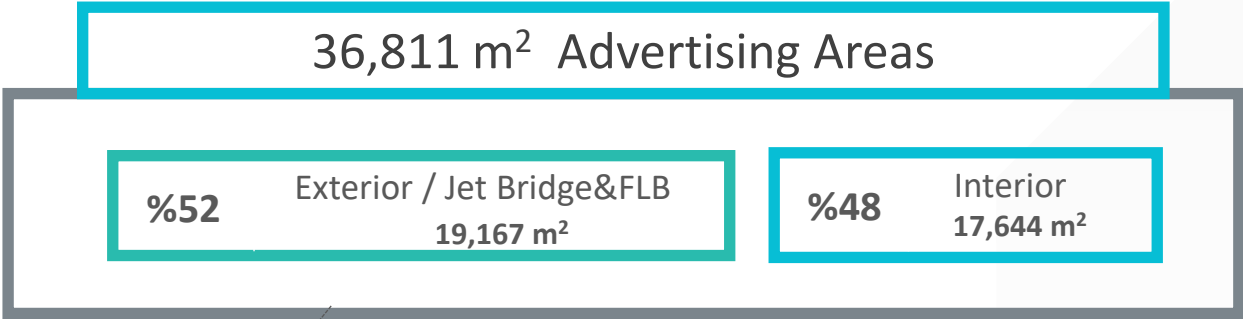 36,811 m² Advertising Areas
%52
Exterior / Jet Bridge&FLB
19,167 m²
%48
Interior
17,644 m²